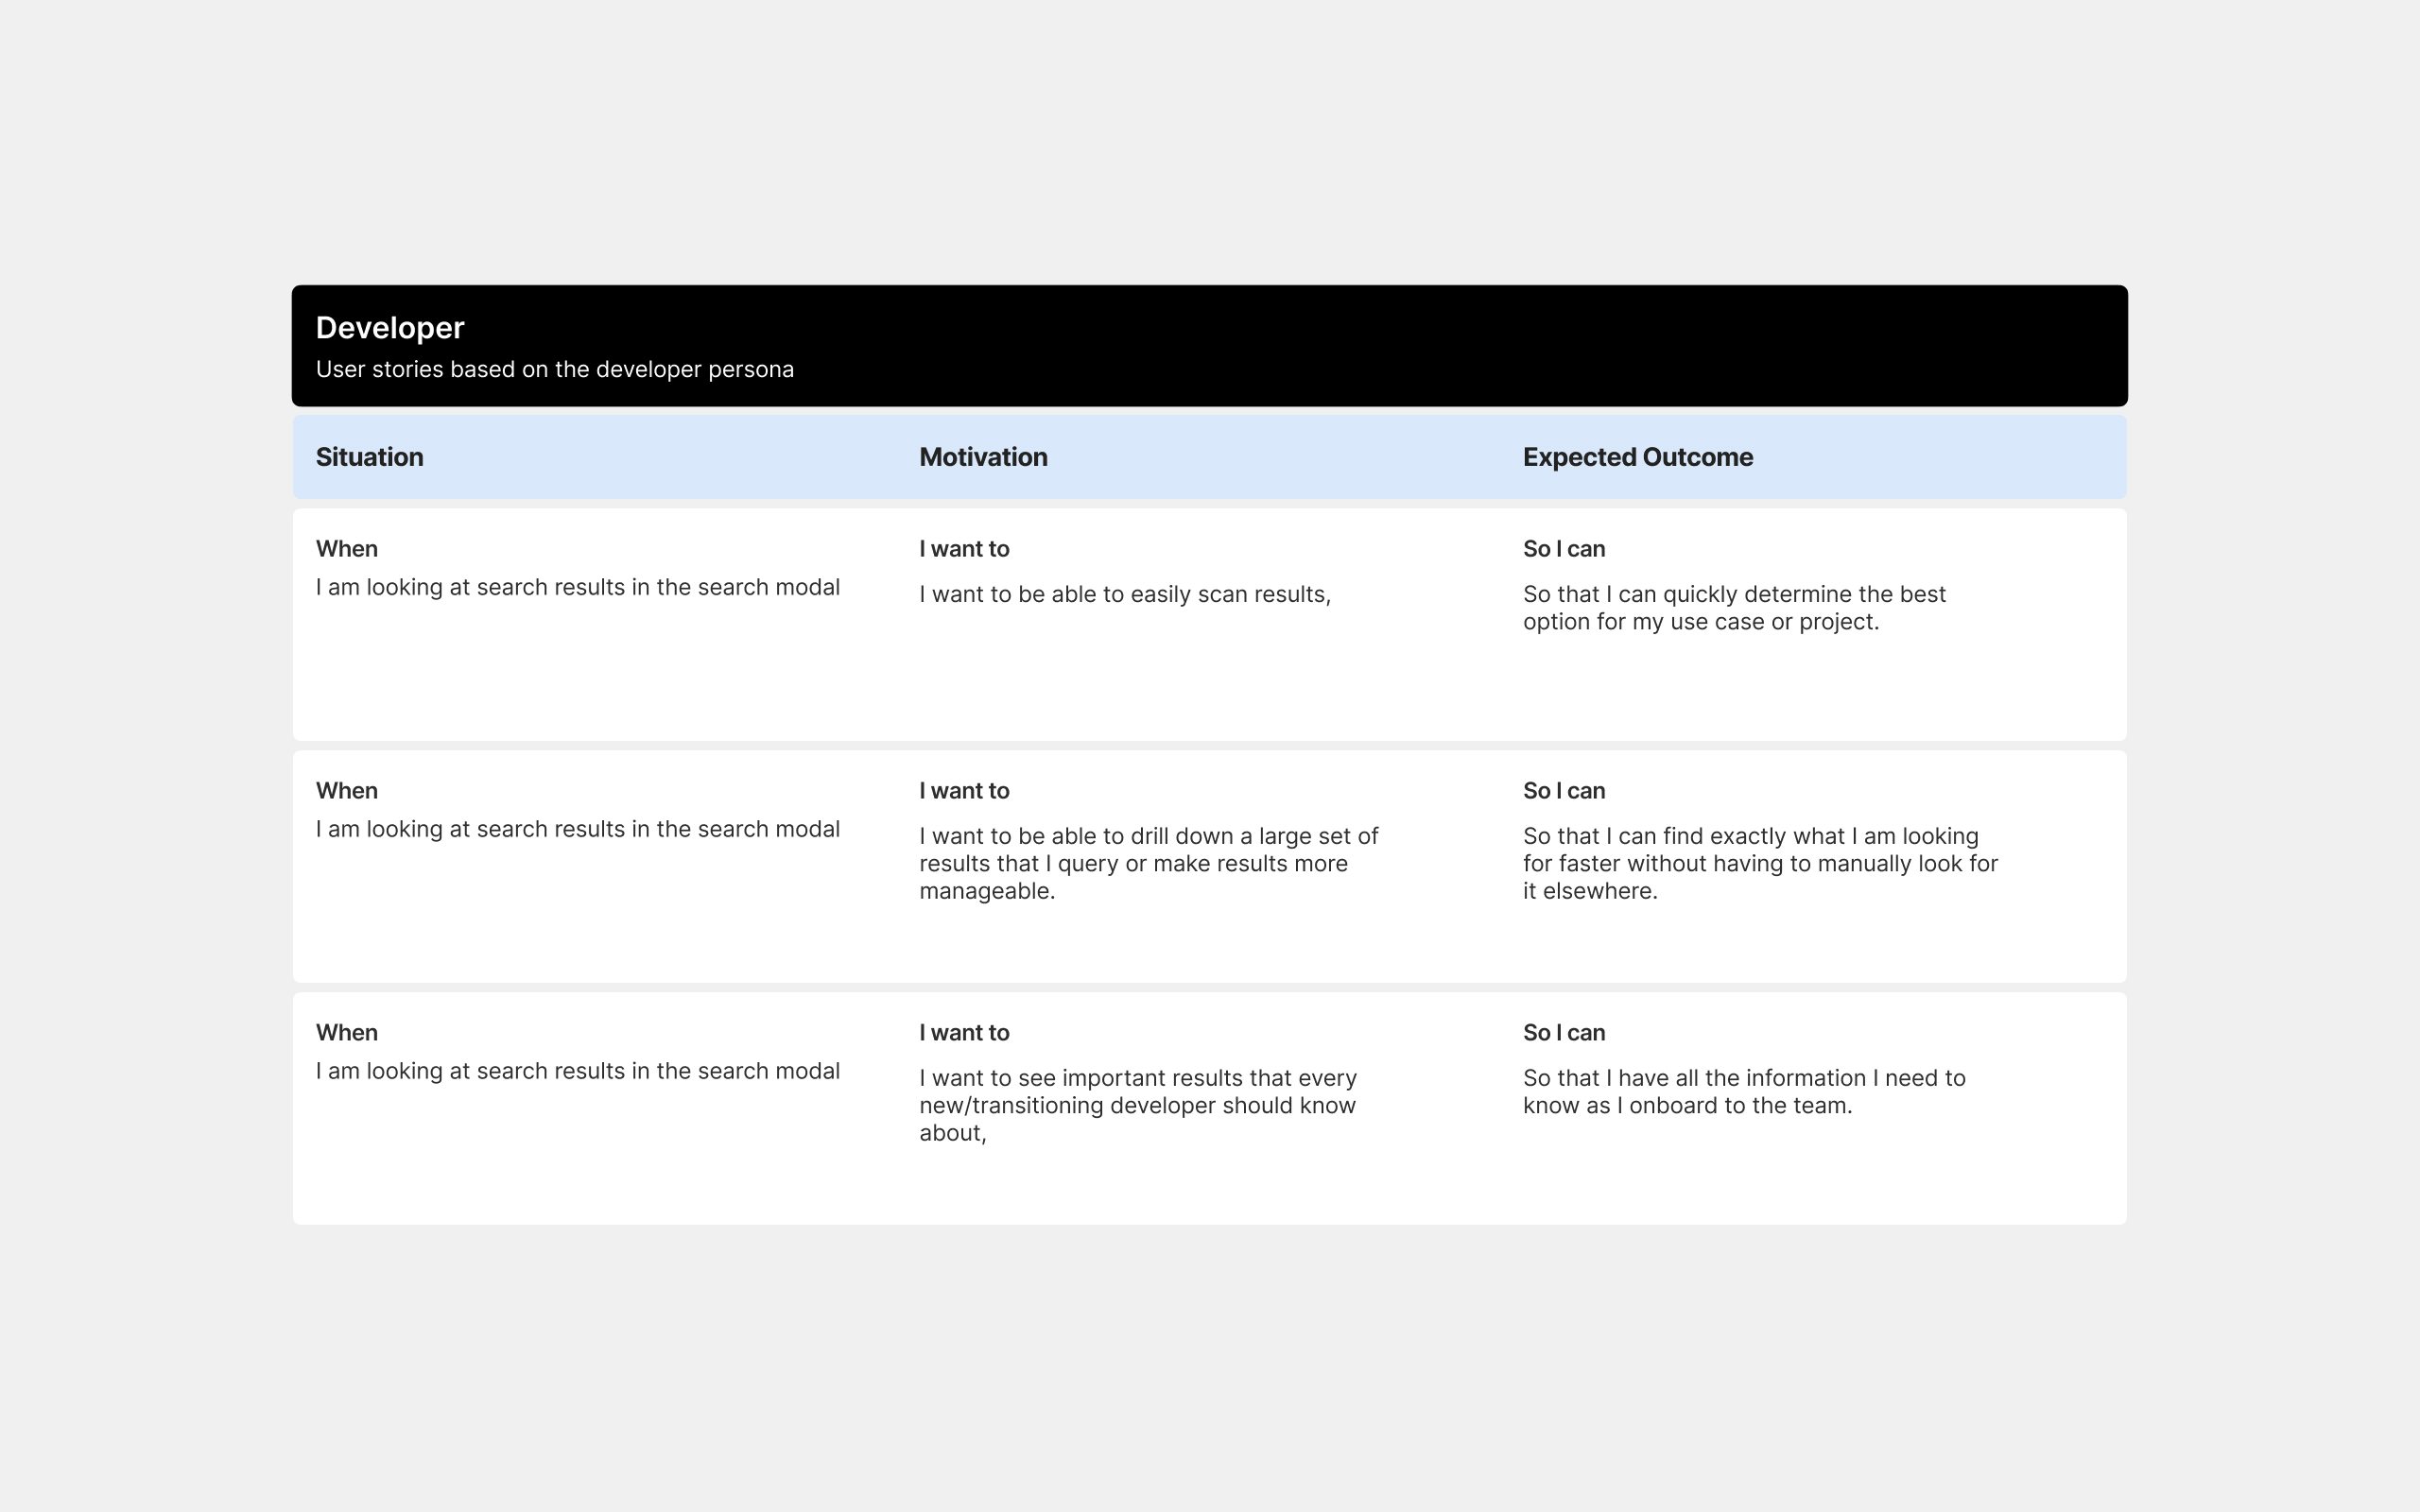 Developer
User stories based on the developer persona
Situation
Motivation
Expected Outcome
When
I am looking at search results in the search modal
I want to
I want to be able to easily scan results,
So I can
So that I can quickly determine the best
option for my use case or project.
When
I am looking at search results in the search modal
I want to
I want to be able to drill down a large set of
results that I query or make results more
manageable.
So I can
So that I can find exactly what I am looking
for faster without having to manually look for
it elsewhere.
When
I am looking at search results in the search modal
I want to
I want to see important results that every
new/transitioning developer should know
about,
So I can
So that I have all the information I need to
know as I onboard to the team.